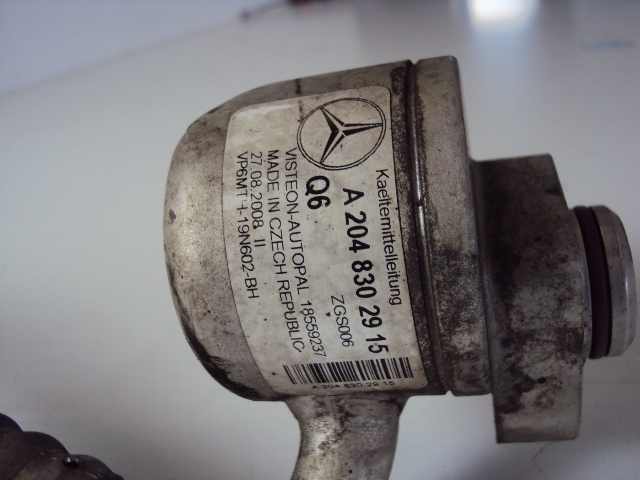 Kaeltemittelleitung
A 204 830 29 15
Q6 ZGS006
VISTEON-AUTOPAL 18559237
MADE IN CZECH REPUBLIC
27.08.2008 II
19N602-BH
A 204 830 29 15